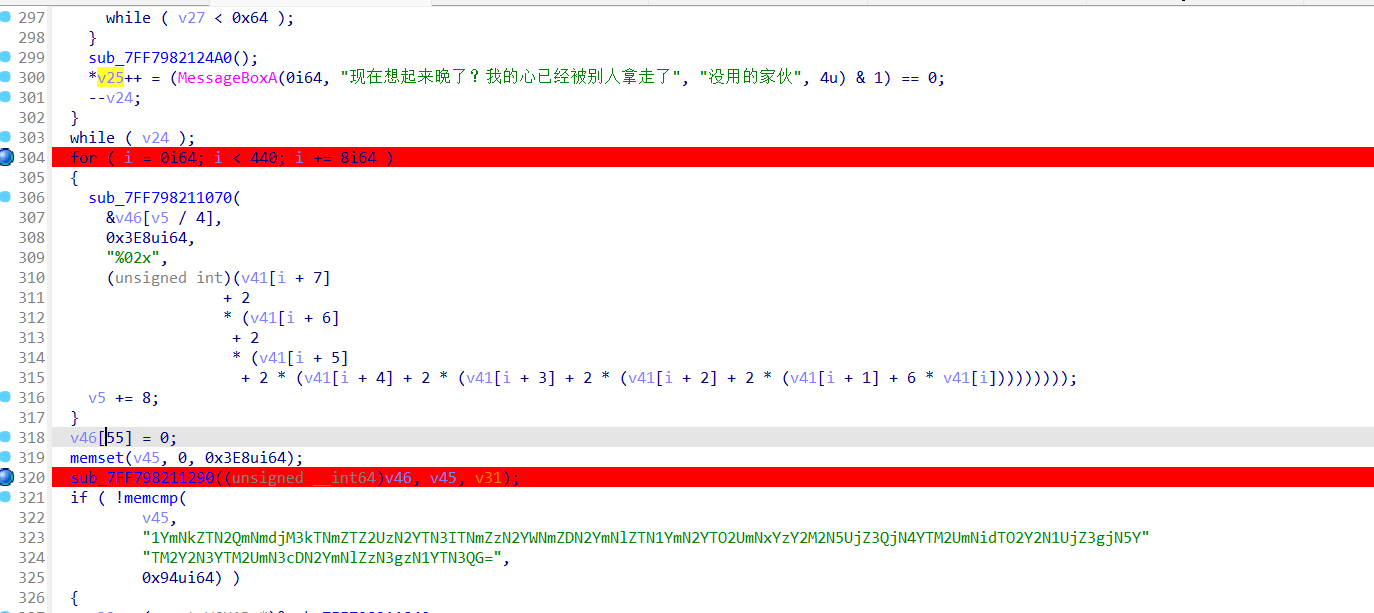 297 while ( v27 < 0x64 );
298 }
299 sub_7FF7982124A0();
300 *v25++ = (MessageBoxA(0i64, "现在想起来晚了？我的心已经被别人拿走了", "没用的家伙", 4u) & 1) == 0;
301 --v24;
302 }
303 while ( v24 );
304 for ( i = 0i64; i < 440; i += 8i64 )
305 {
306 sub_7FF798211070(
307 &v46[v5 / 4],
308 0x3E8ui64,
309 "%02x",
310 (unsigned int)(v41[i + 7]
311 + 2
312 * (v41[i + 6]
313 + 2
314 * (v41[i + 5]
315 + 2 * (v41[i + 4] + 2 * (v41[i + 3] + 2 * (v41[i + 2] + 2 * (v41[i + 1] + 6 * v41[i]))))))));
316 v5 += 8;
317 }
318 v46[55] = 0;
319 memset(v45, 0, 0x3E8ui64);
320 sub_7FF798211290((unsigned __int64)v46, v45, v31);
321 if ( !memcmp(
322 v45,
323 "1YmNkZTN2QmNmdjM3kTNmZTZ2UzN2YTN3ITNmZzN2YWNmZDN2YmNlZTN1YmN2YTO2UmNxYzY2M2N5UjZ3QjN4YTM2UmNidTO2Y2N1UjZ3gjN5Y"
324 "TM2Y2N3YTM2UmN3cDN2YmNlZzN3gzN1YTN3QG=",
325 0x94ui64) )
326 {